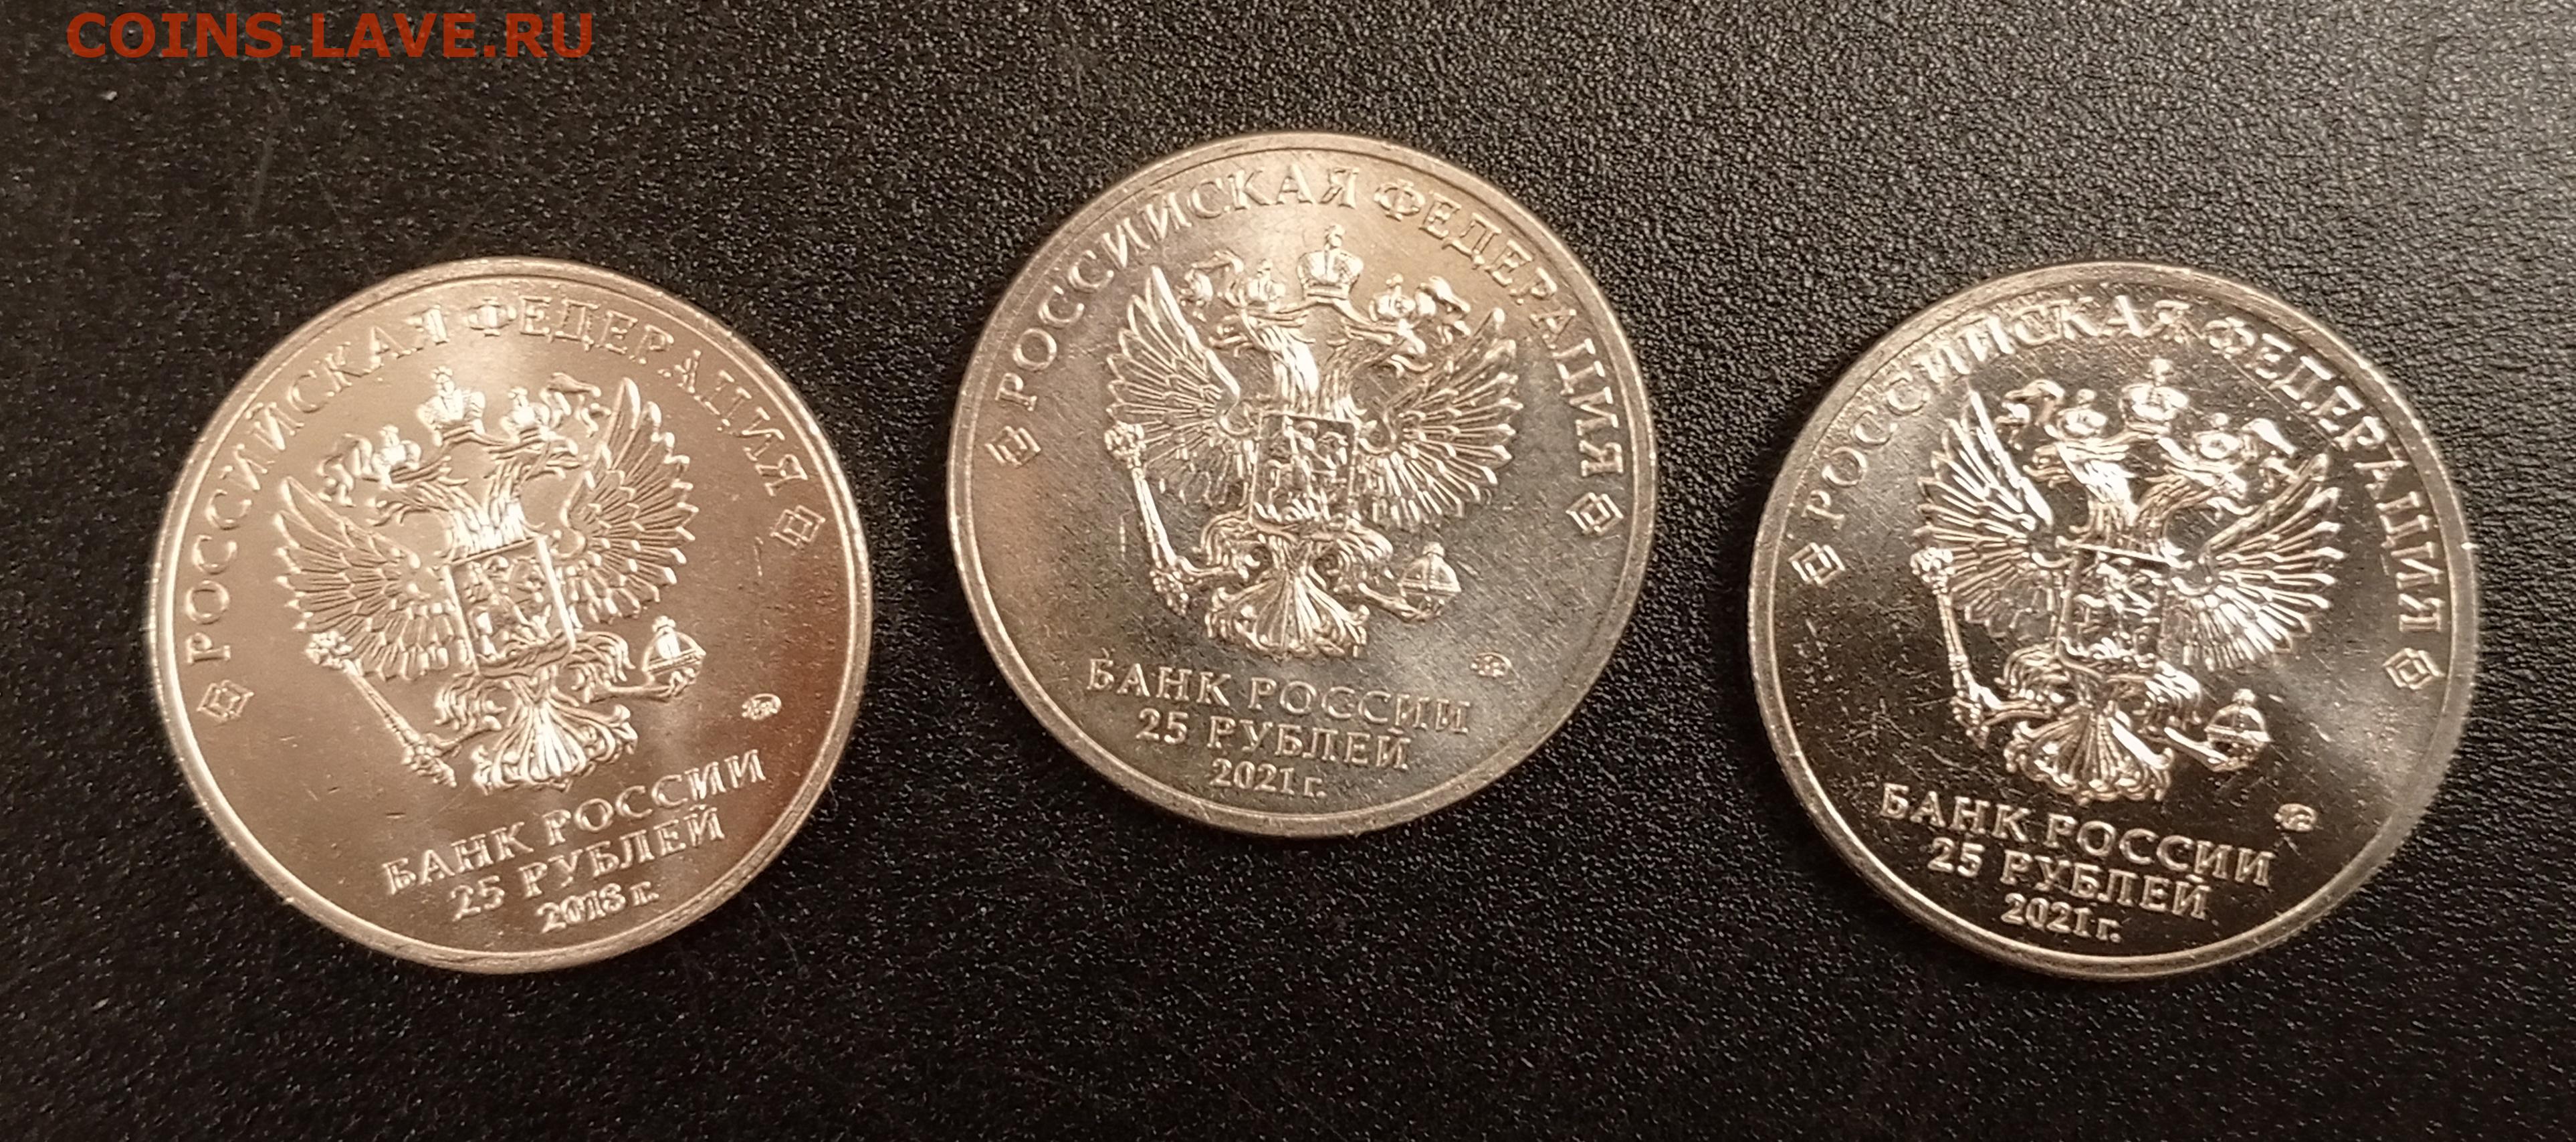 COINS.LAVE.RU
РОССИЙСКАЯ ФЕДЕРАЦИЯ
БАНК РОССИИ
25 РУБЛЕЙ
2018 г.
РОССИЙСКАЯ ФЕДЕРАЦИЯ
БАНК РОССИИ
25 РУБЛЕЙ
2021 г.
РОССИЙСКАЯ ФЕДЕРАЦИЯ
БАНК РОССИИ
25 РУБЛЕЙ
2021 г.